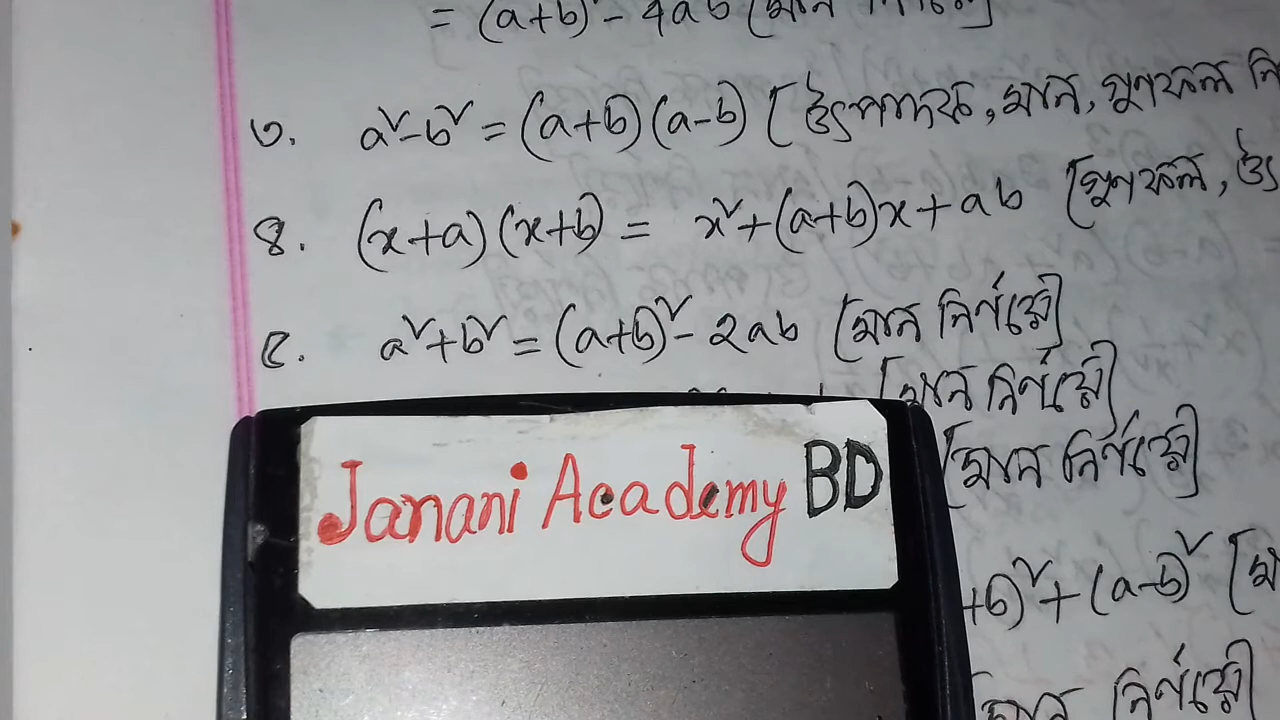 = (a+b)² - 4ab [মান নির্ণয়ে]
৩. a² - b² = (a+b)(a-b) [উৎপাদক, মান, গুণফল
৪. (x+a)(x+b) = x² + (a+b)x + ab [গুণফল,
৫. a² + b² = (a+b)² - 2ab [মান নির্ণয়ে]
[মান নির্ণয়ে]
[মান নির্ণয়ে]
+b)² + (a-b)²
[মান নির্ণয়ে]
Janani Academy BD